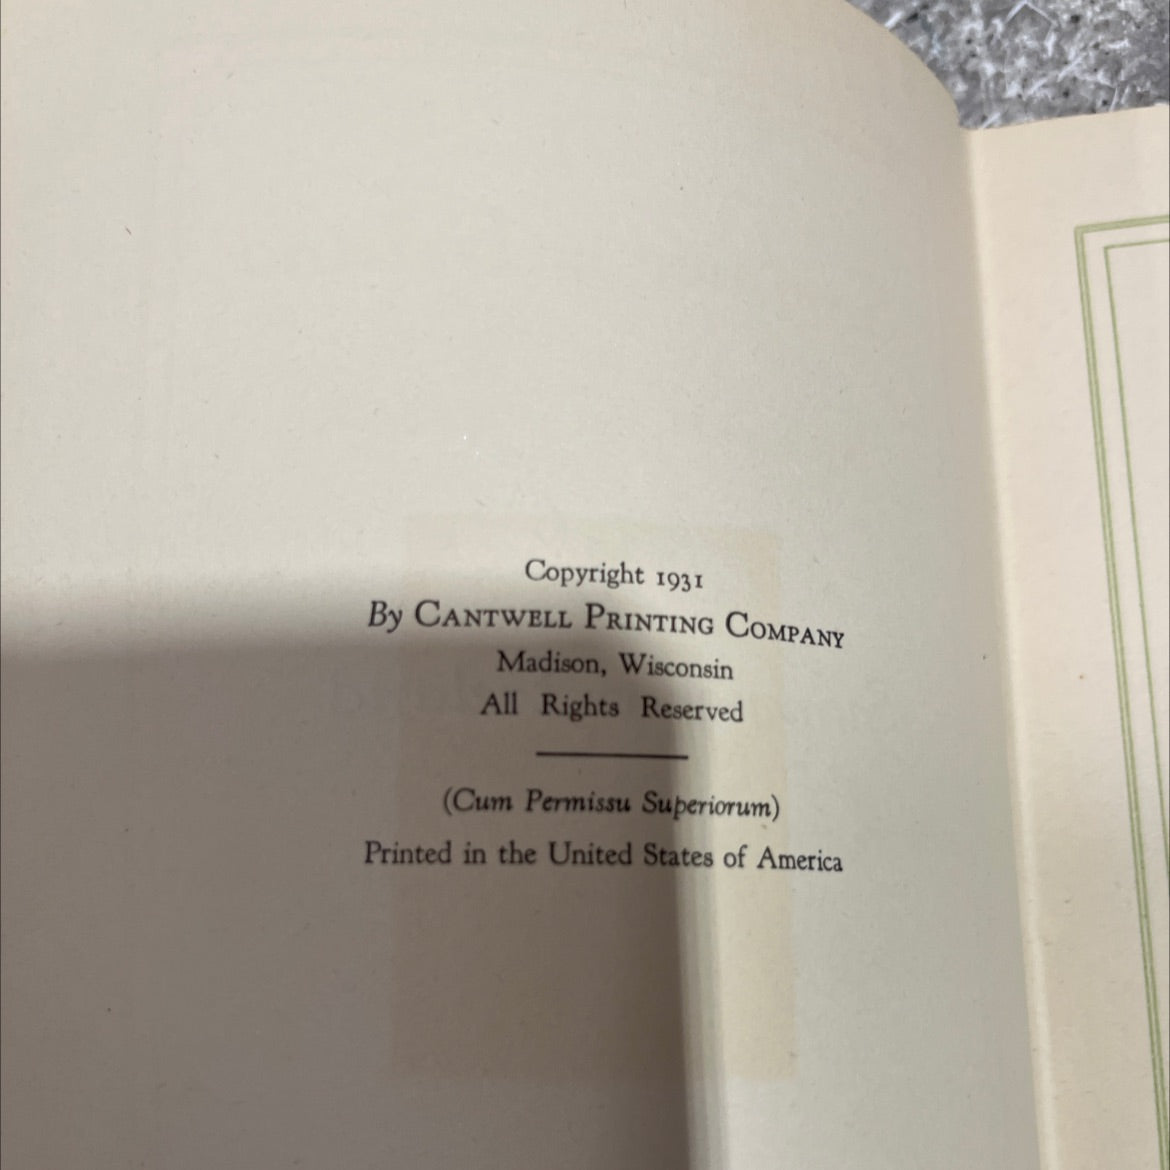 Copyright 1931
By CANTWELL PRINTING COMPANY
Madison, Wisconsin
All Rights Reserved
(Cum Permissu Superiorum)
Printed in the United States of America